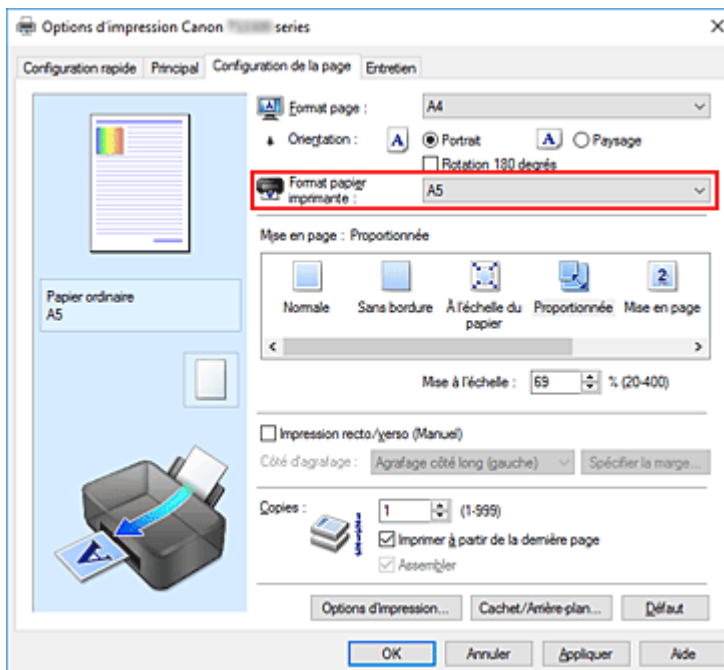 Options d'impression Canon series
Configuration rapide Principal Configuration de la page Entretien
Format page : A4
Orientation : A Portrait A Paysage
Rotation 180 degrés
Format papier
imprimante : A5
Mise en page : Proportionnée
Normale Sans bordure À l'échelle du papier Proportionnée 2 Mise en page
Papier ordinaire
A5
Mise à l'échelle : 69 % (20-400)
Impression recto/verso (Manuel)
Côté d'agrafage : Agrafage côté long (gauche) Spécifier la marge...
Copies : 1 (1-999)
Imprimer à partir de la dernière page
Assembler
Options d'impression... Cachet/Arrière-plan... Défaut
OK Annuler Appliquer Aide